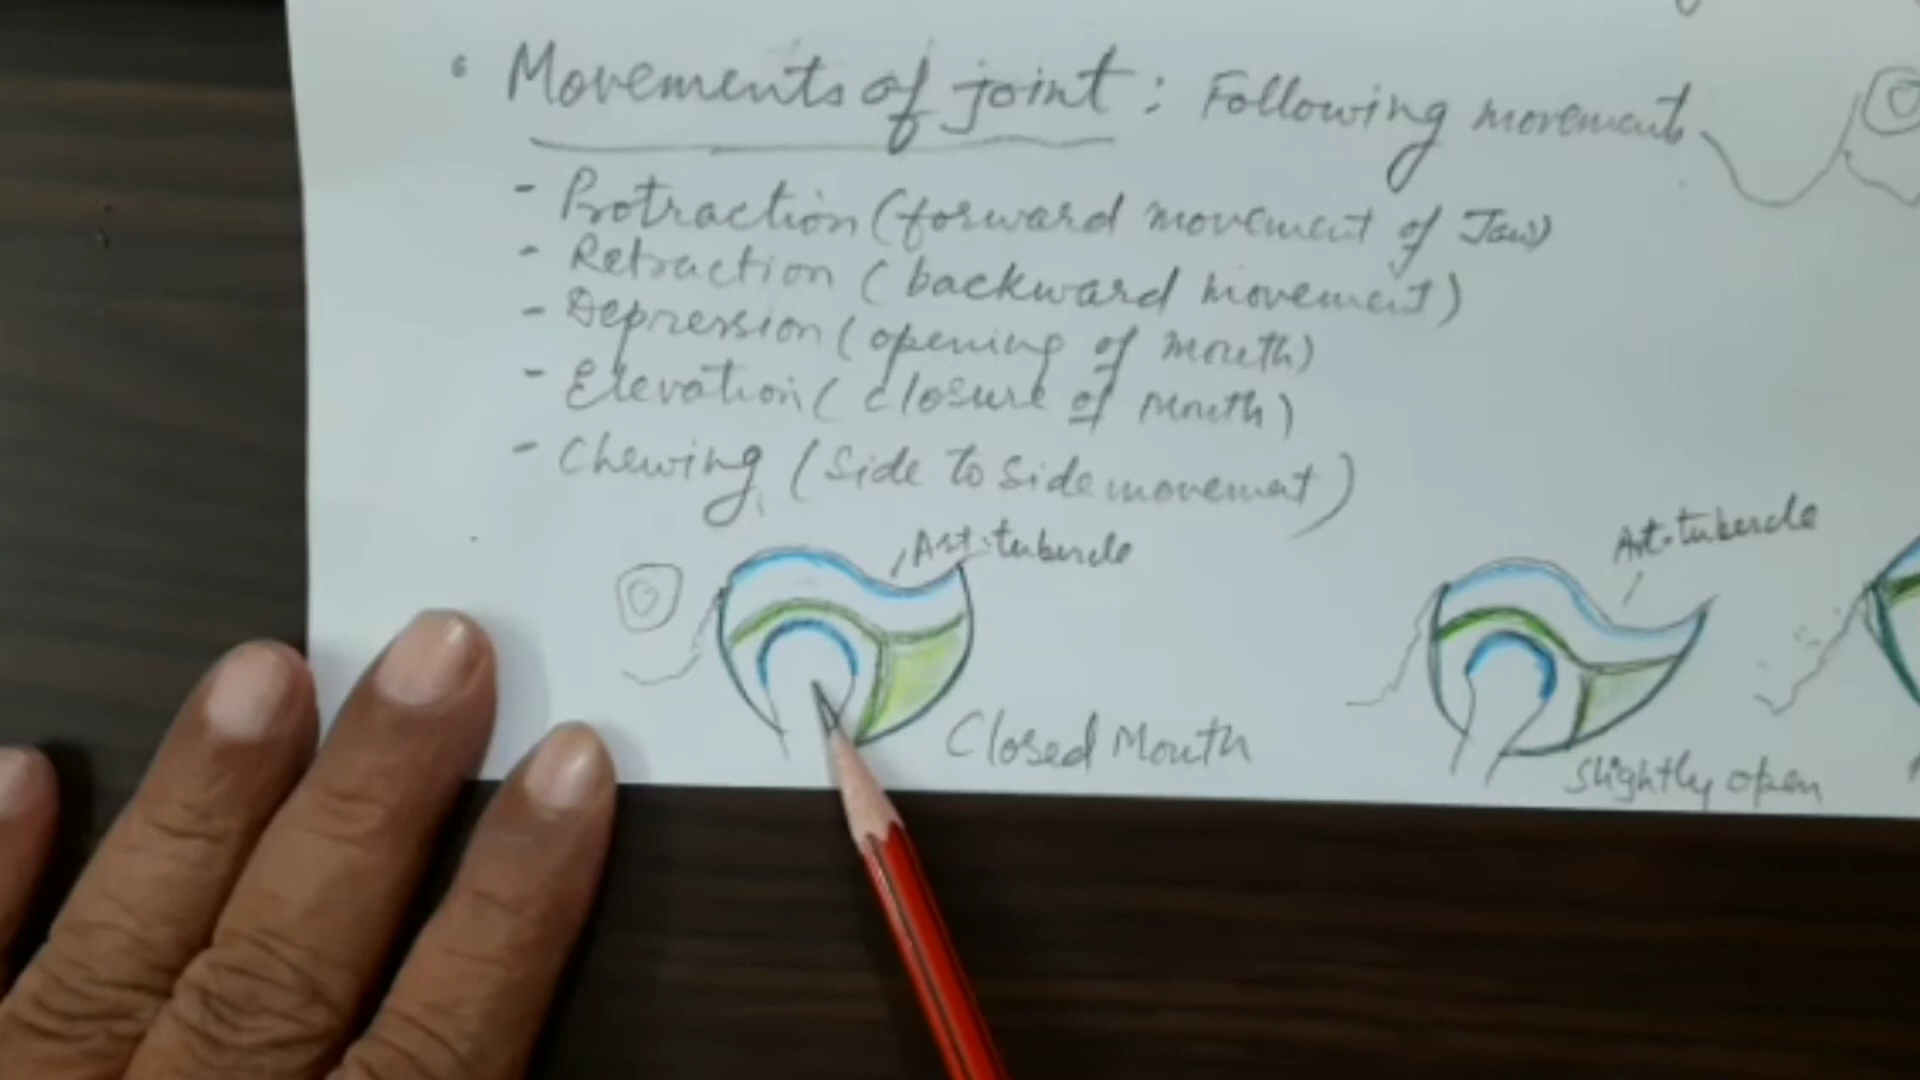 Movements of joint : Following movements
- Protraction (forward movement of Jaw)
- Retraction (backward movement)
- Depression (opening of mouth)
- Elevation (closure of mouth)
- Chewing (side to side movement)
Art. tubercle
Closed Mouth
Art. tubercle
Slightly open